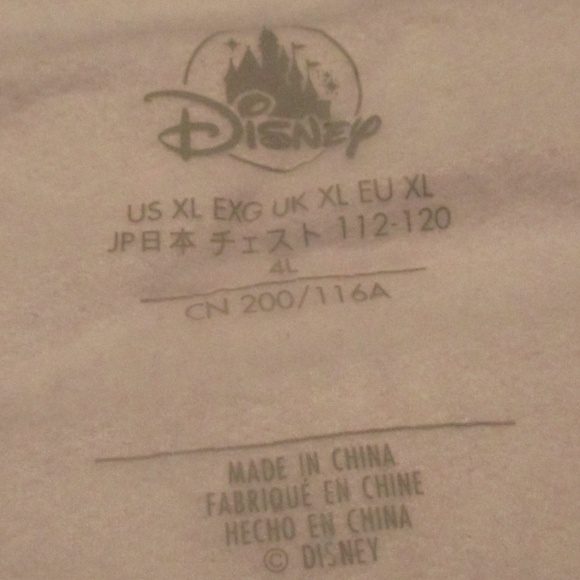 Disney
US XL EXG UK XL EU XL
JP日本 チェスト 112-120
4L
CN 200/116A
MADE IN CHINA
FABRIQUÉ EN CHINE
HECHO EN CHINA
© DISNEY